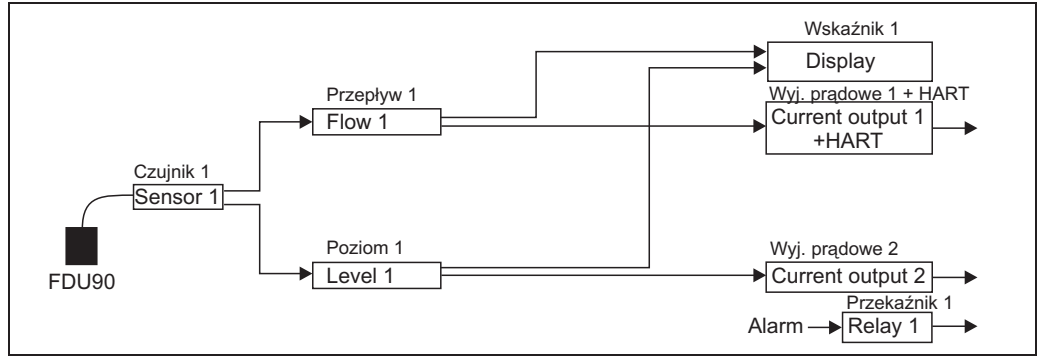 Wskaźnik 1
Display
Przepływ 1
Flow 1
Wyj. prądowe 1 + HART
Current output 1
+HART
Czujnik 1
Sensor 1
FDU90
Poziom 1
Level 1
Wyj. prądowe 2
Current output 2
Przekaźnik 1
Alarm
Relay 1